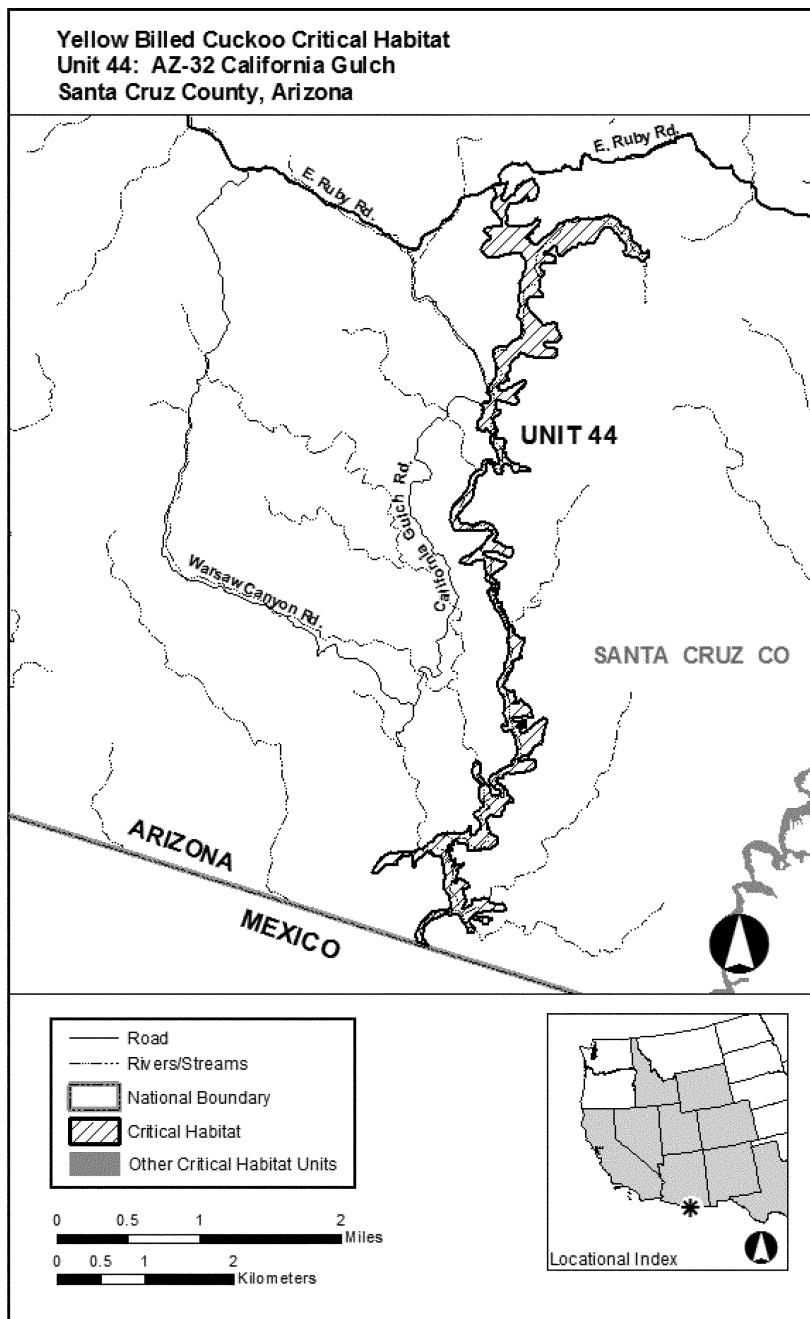 Yellow Billed Cuckoo Critical Habitat
Unit 44: AZ-32 California Gulch
Santa Cruz County, Arizona
E. Ruby Rd.
E. Ruby Rd.
UNIT 44
California Gulch Rd.
Warsaw Canyon Rd.
SANTA CRUZ CO
ARIZONA
MEXICO
Road
Rivers/Streams
National Boundary
Critical Habitat
Other Critical Habitat Units
0 0.5 1 2
Miles
0 0.5 1 2
Kilometers
Locational Index